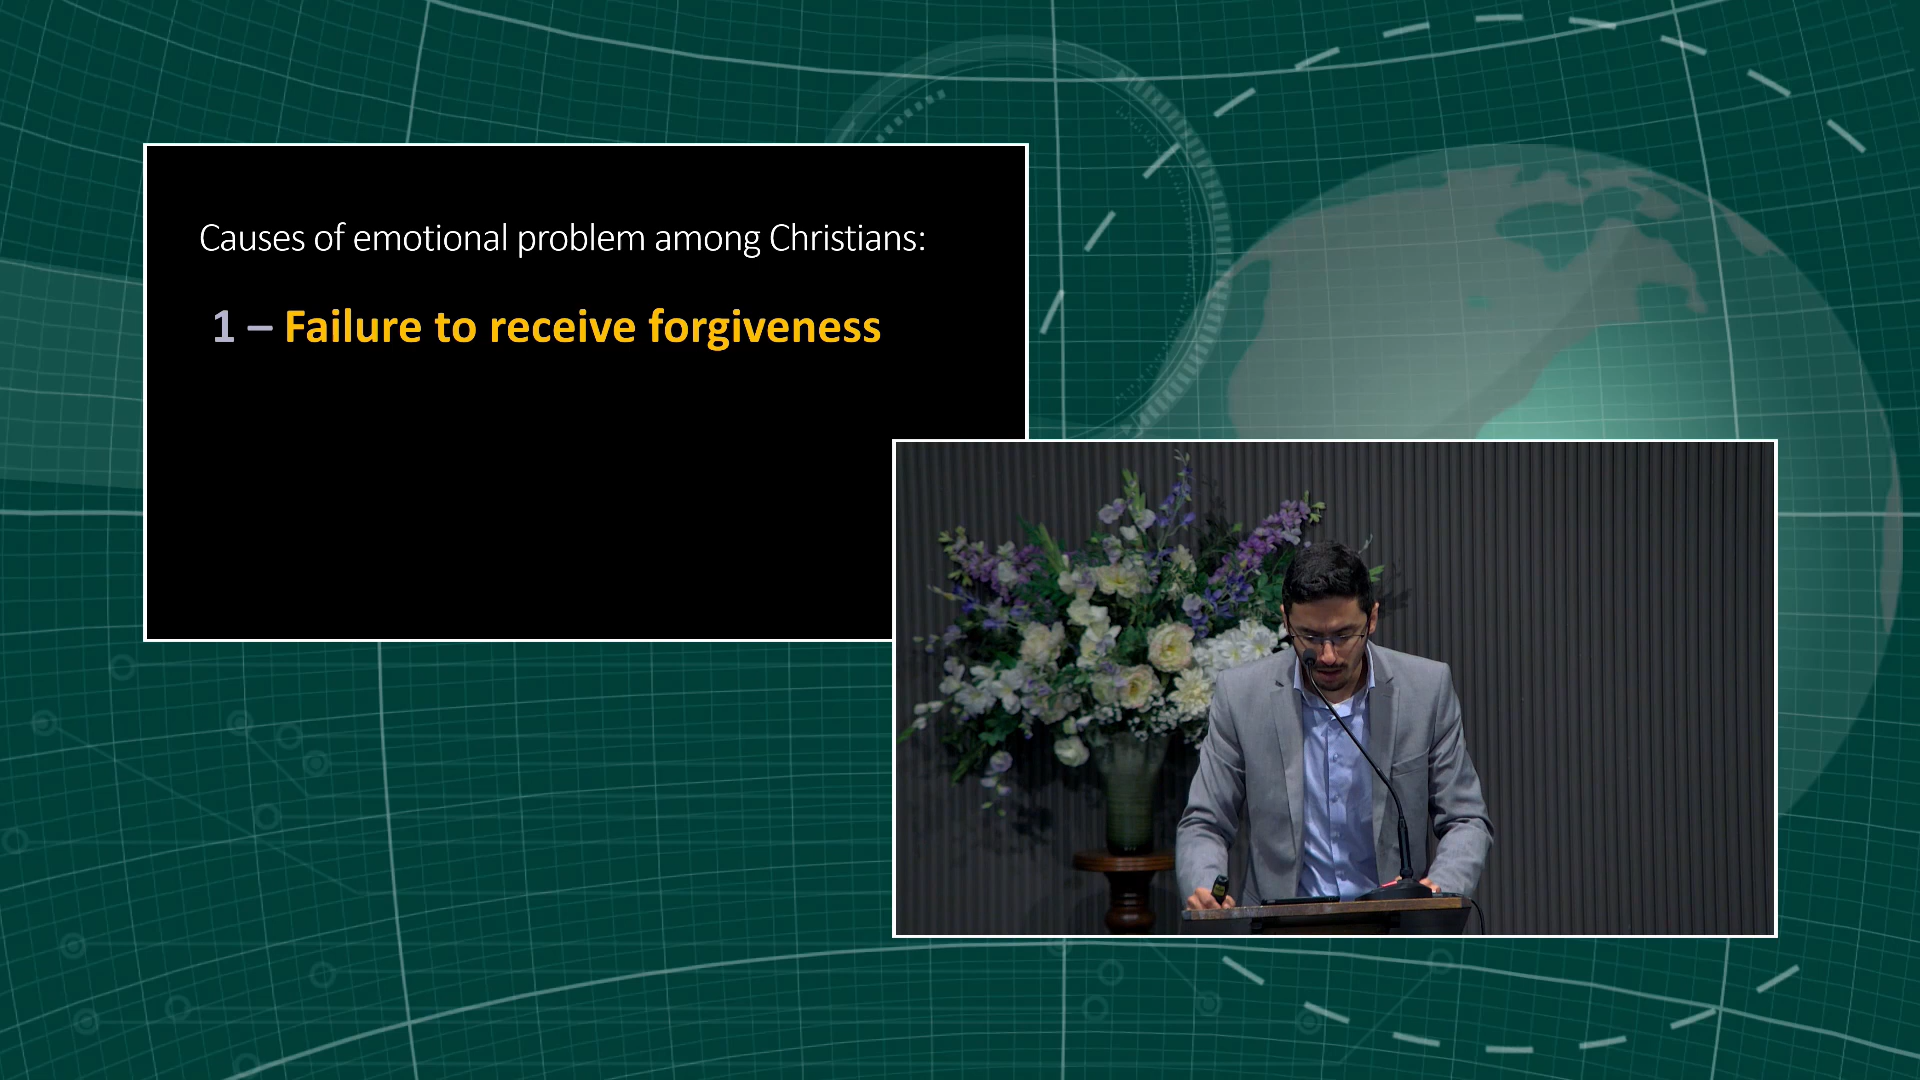 Causes of emotional problem among Christians:
1 – Failure to receive forgiveness